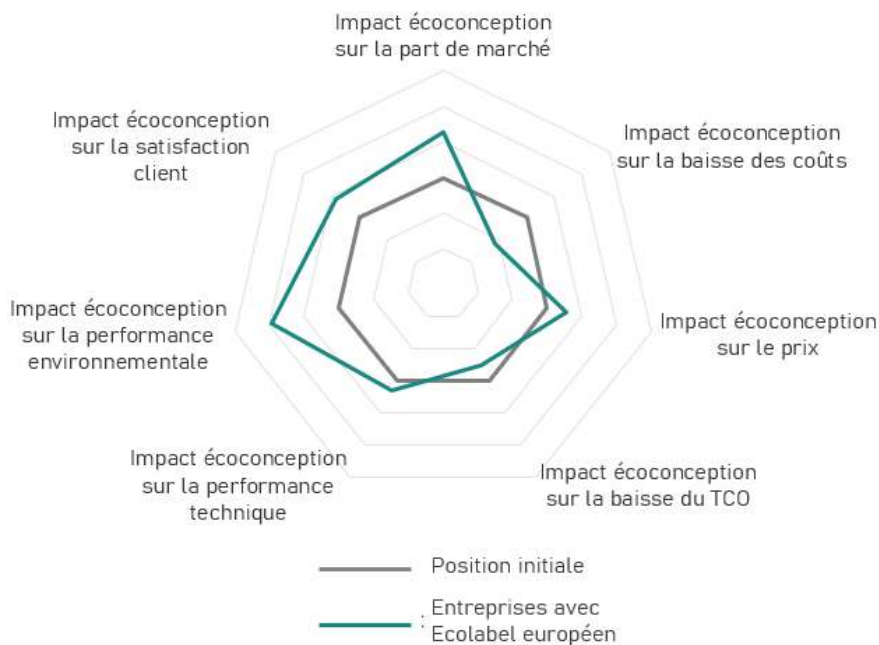 Impact écoconception
sur la part de marché
Impact écoconception
sur la satisfaction
client
Impact écoconception
sur la baisse des coûts
Impact écoconception
sur la performance
environnementale
Impact écoconception
sur le prix
Impact écoconception
sur la performance
technique
Impact écoconception
sur la baisse du TCO
Position initiale
: Entreprises avec
Ecolabel européen